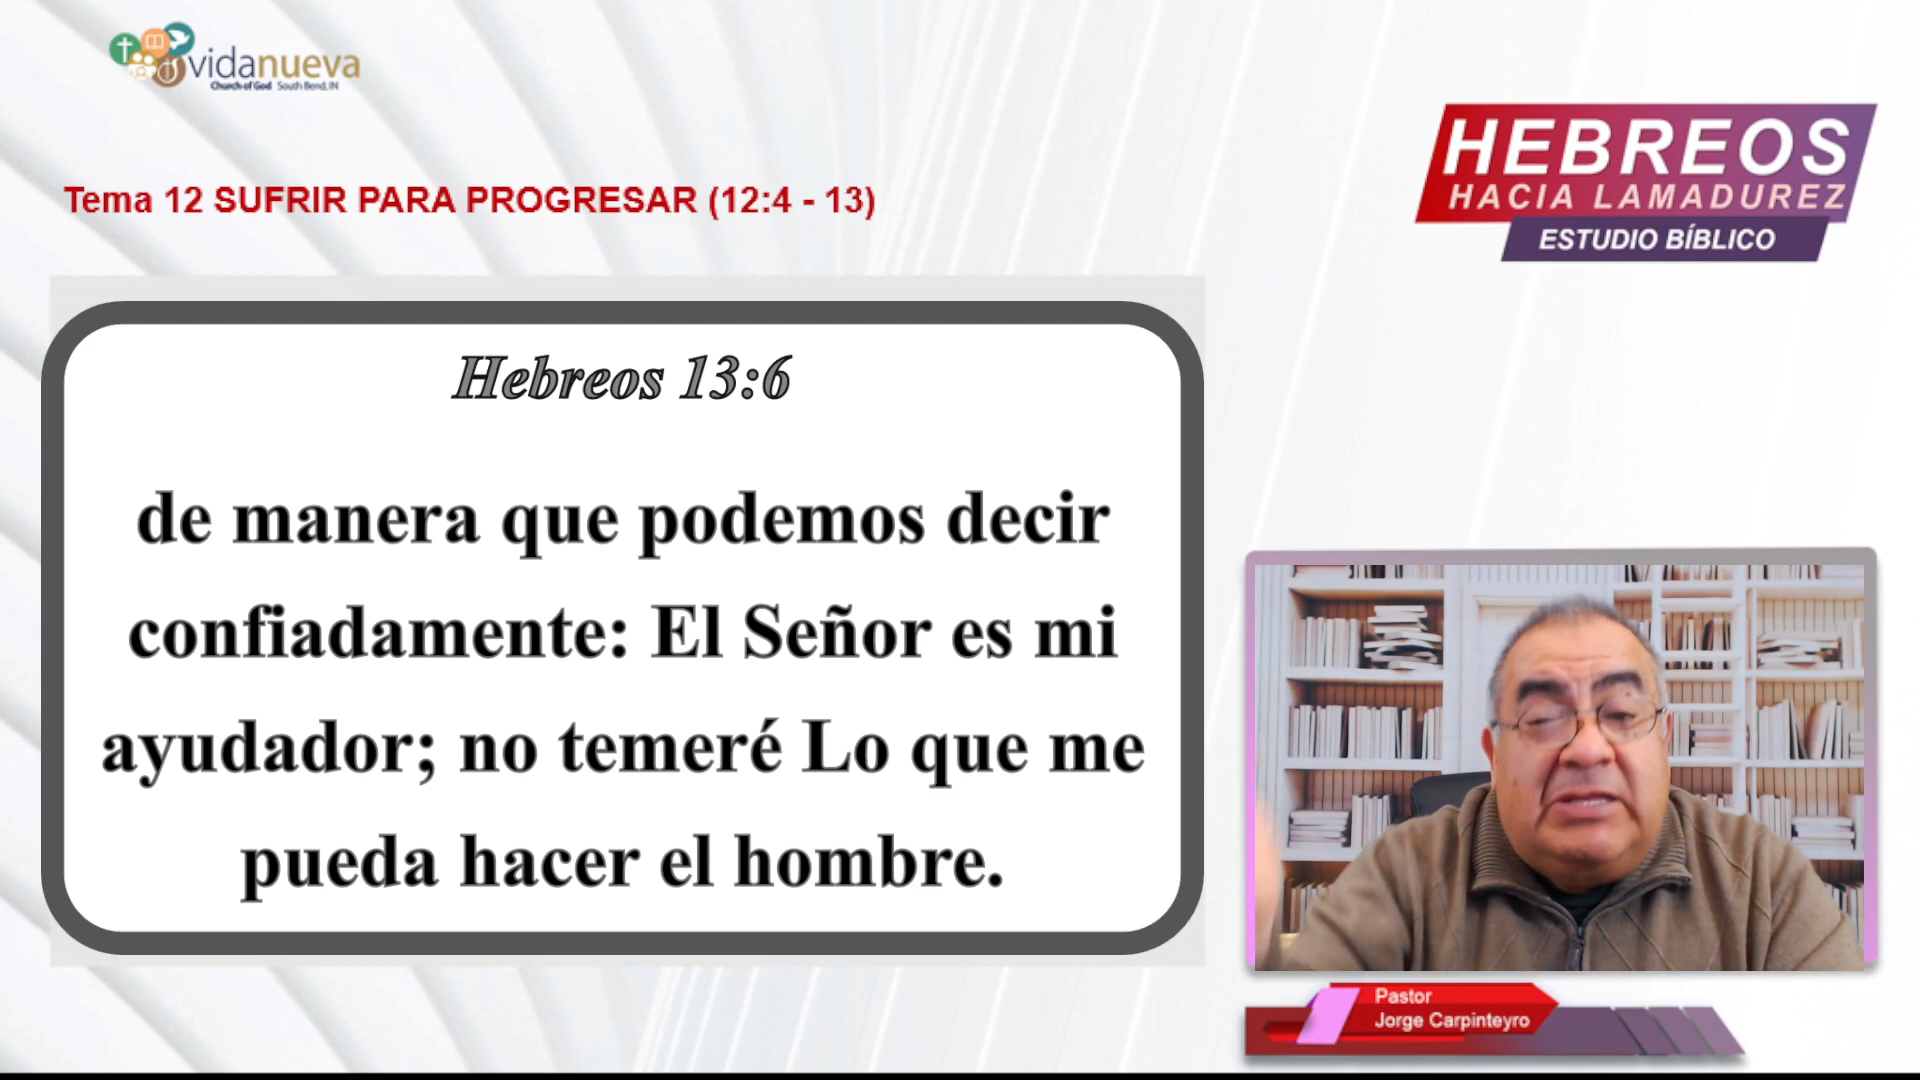 vidanueva
Church of God South Bend, IN
HEBREOS
HACIA LAMADUREZ
ESTUDIO BÍBLICO
Tema 12 SUFRIR PARA PROGRESAR (12:4 - 13)
Hebreos 13:6
de manera que podemos decir
confiadamente: El Señor es mi
ayudador; no temeré Lo que me
pueda hacer el hombre.
Pastor
Jorge Carpinteyro